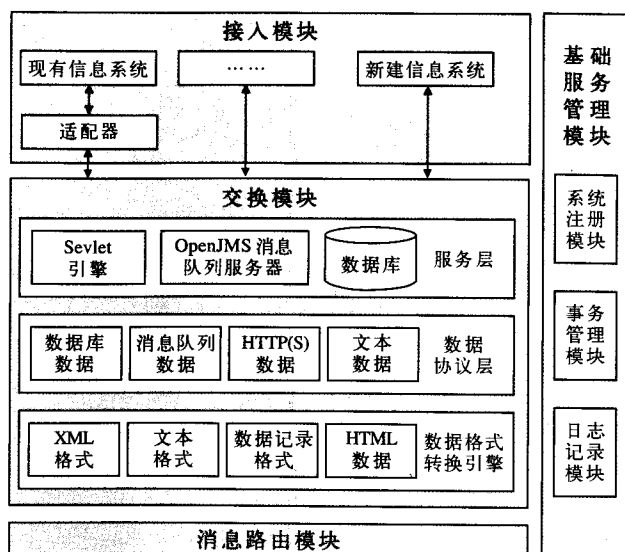 接入模块
现有信息系统
……
新建信息系统
适配器
交换模块
Sevlet
引擎
OpenJMS 消息
队列服务器
数据库
服务层
数据库
数据
消息队列
数据
HTTP(S)
数据
文本
数据
数据
协议层
XML
格式
文本
格式
数据记录
格式
HTML
数据
数据格式
转换引擎
消息路由模块
基础
服务
管理
模块
系统
注册
模块
事务
管理
模块
日志
记录
模块